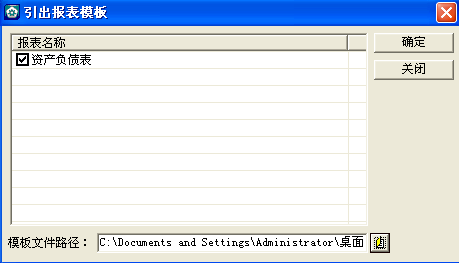 引出报表模板
报表名称
确定
资产负债表
关闭
模板文件路径：
C:\Documents and Settings\Administrator\桌面